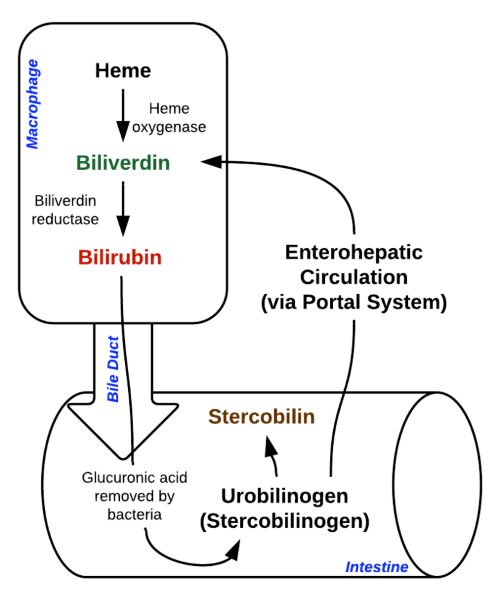 Macrophage
Heme
Heme
oxygenase
Biliverdin
Biliverdin
reductase
Bilirubin
Enterohepatic
Circulation
(via Portal System)
Bile Duct
Stercobilin
Glucuronic acid
removed by
bacteria
Urobilinogen
(Stercobilinogen)
Intestine